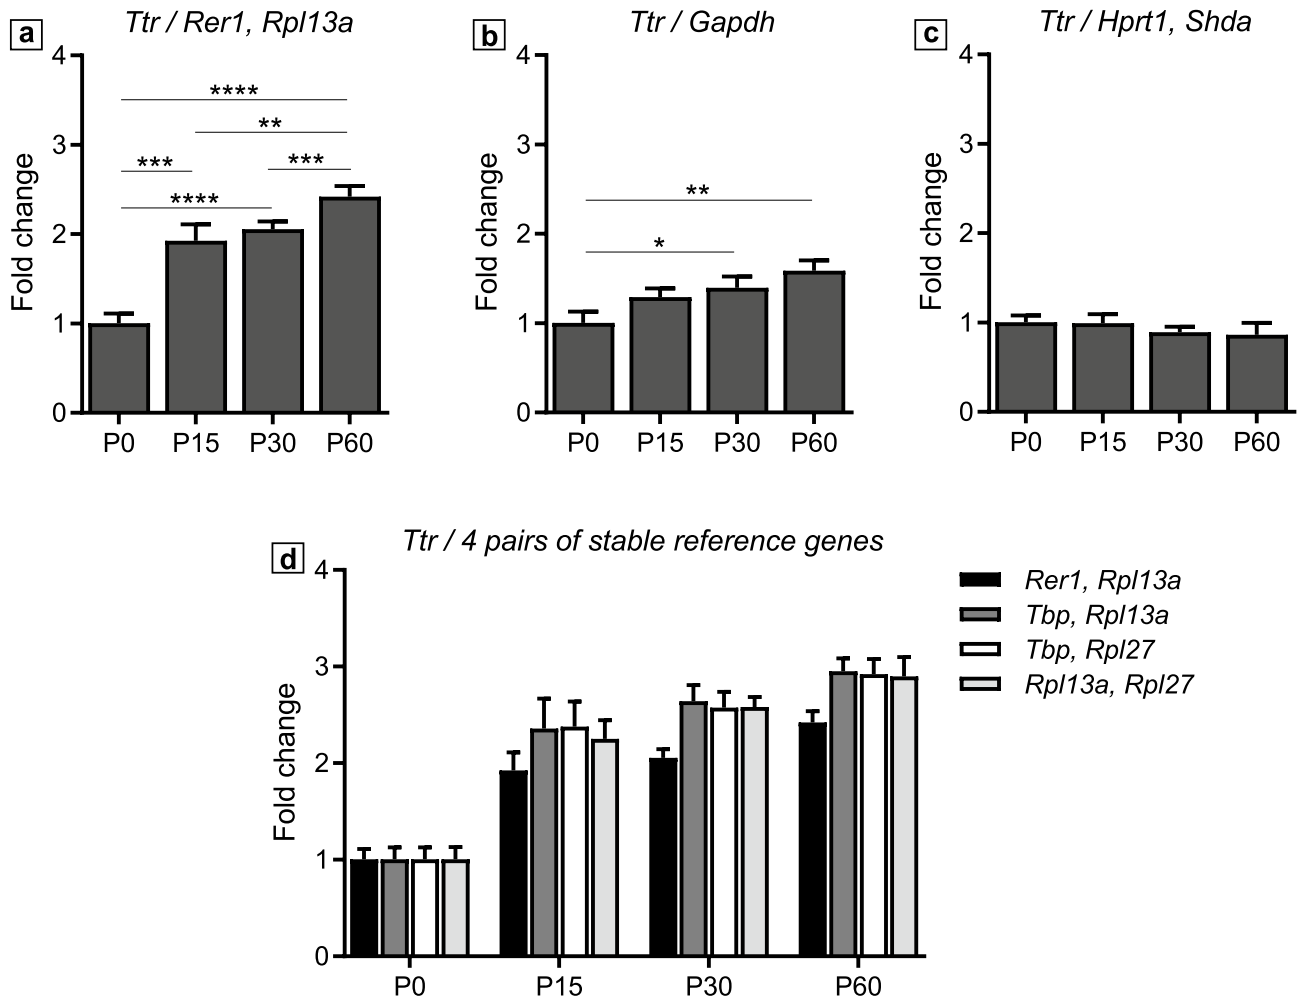 a
Ttr / Rer1, Rpl13a
Fold change
4
3
2
1
0
****
**
***
***
****
P0 P15 P30 P60
b
Ttr / Gapdh
Fold change
4
3
2
1
0
**
*
P0 P15 P30 P60
c
Ttr / Hprt1, Shda
Fold change
4
3
2
1
0
P0 P15 P30 P60
d
Ttr / 4 pairs of stable reference genes
Fold change
4
3
2
1
0
P0 P15 P30 P60
Rer1, Rpl13a
Tbp, Rpl13a
Tbp, Rpl27
Rpl13a, Rpl27